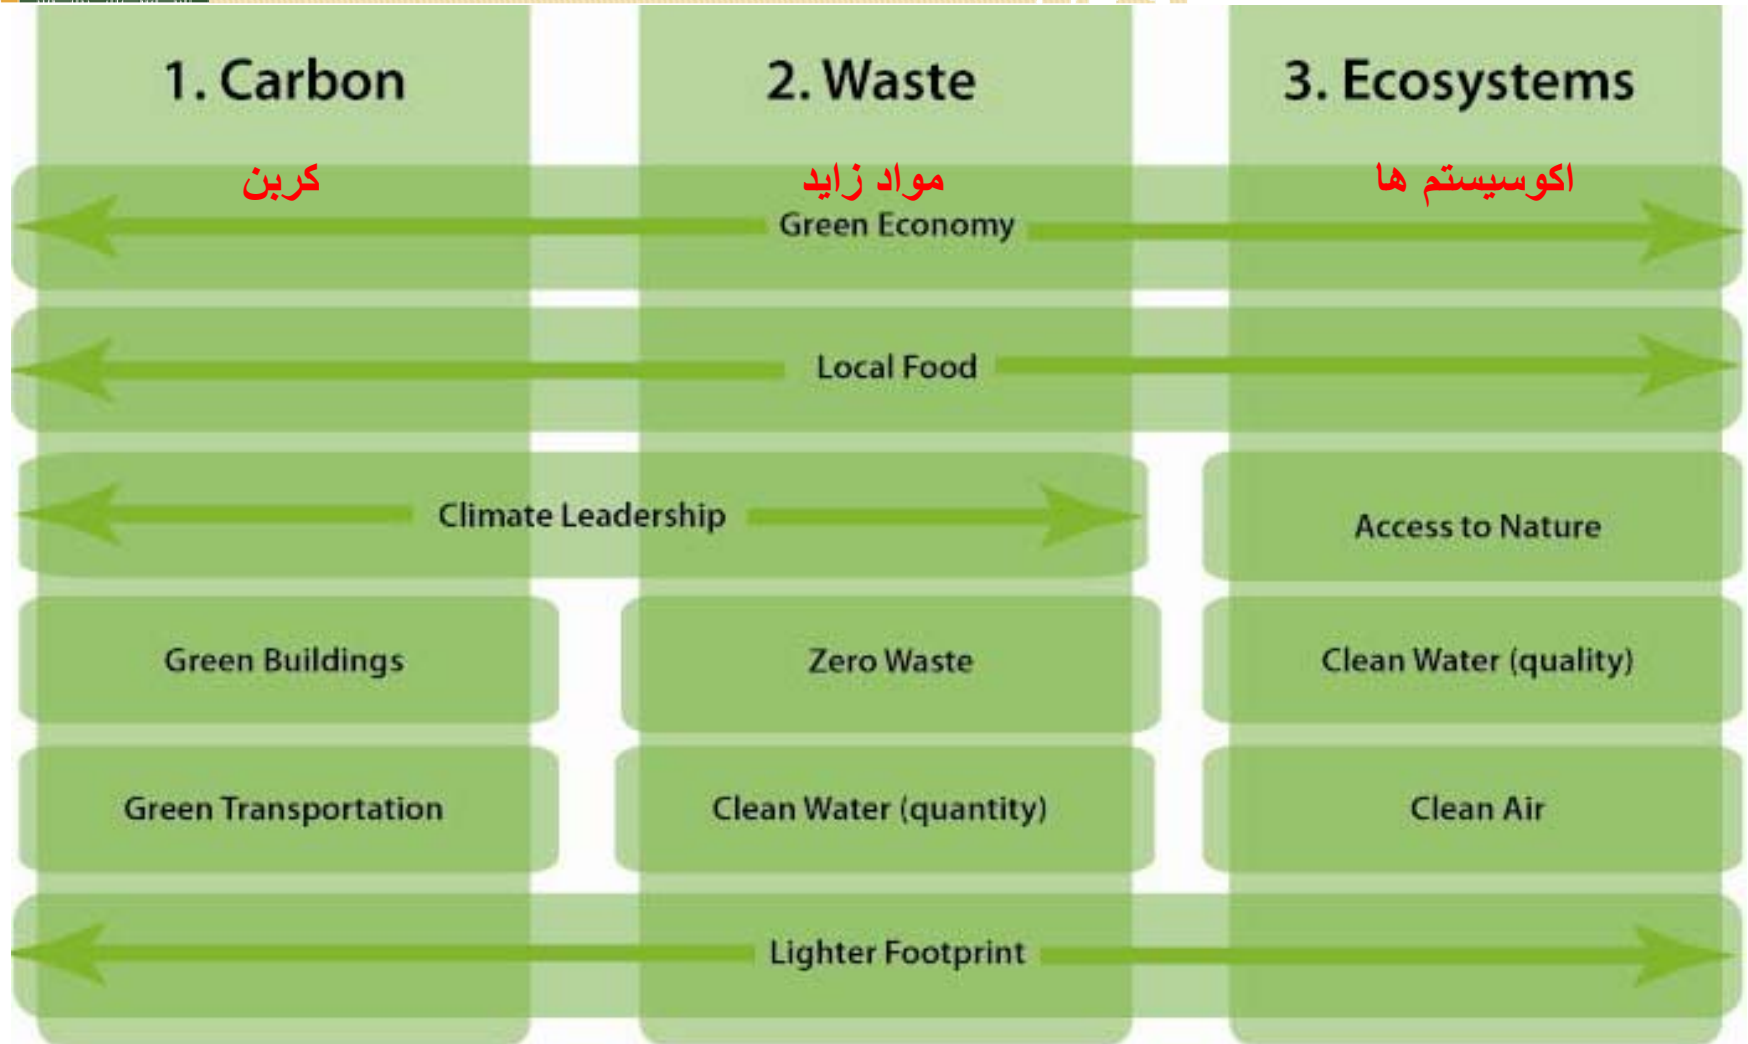 1. Carbon
2. Waste
3. Ecosystems
کربن
مواد زاید
اکوسیستم ها
Green Economy
Local Food
Climate Leadership
Access to Nature
Green Buildings
Zero Waste
Clean Water (quality)
Green Transportation
Clean Water (quantity)
Clean Air
Lighter Footprint